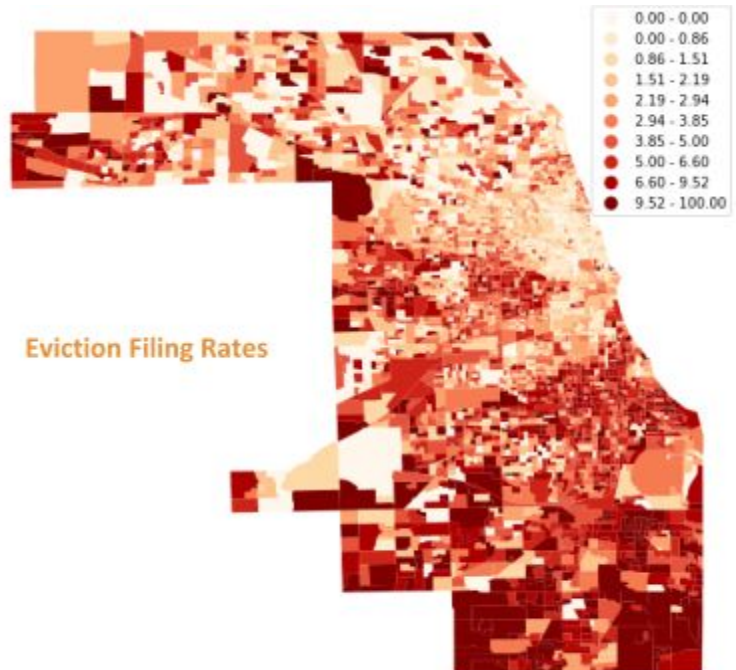 0.00 - 0.00
0.00 - 0.86
0.86 - 1.51
1.51 - 2.19
2.19 - 2.94
2.94 - 3.85
3.85 - 5.00
5.00 - 6.60
6.60 - 9.52
9.52 - 100.00
Eviction Filing Rates